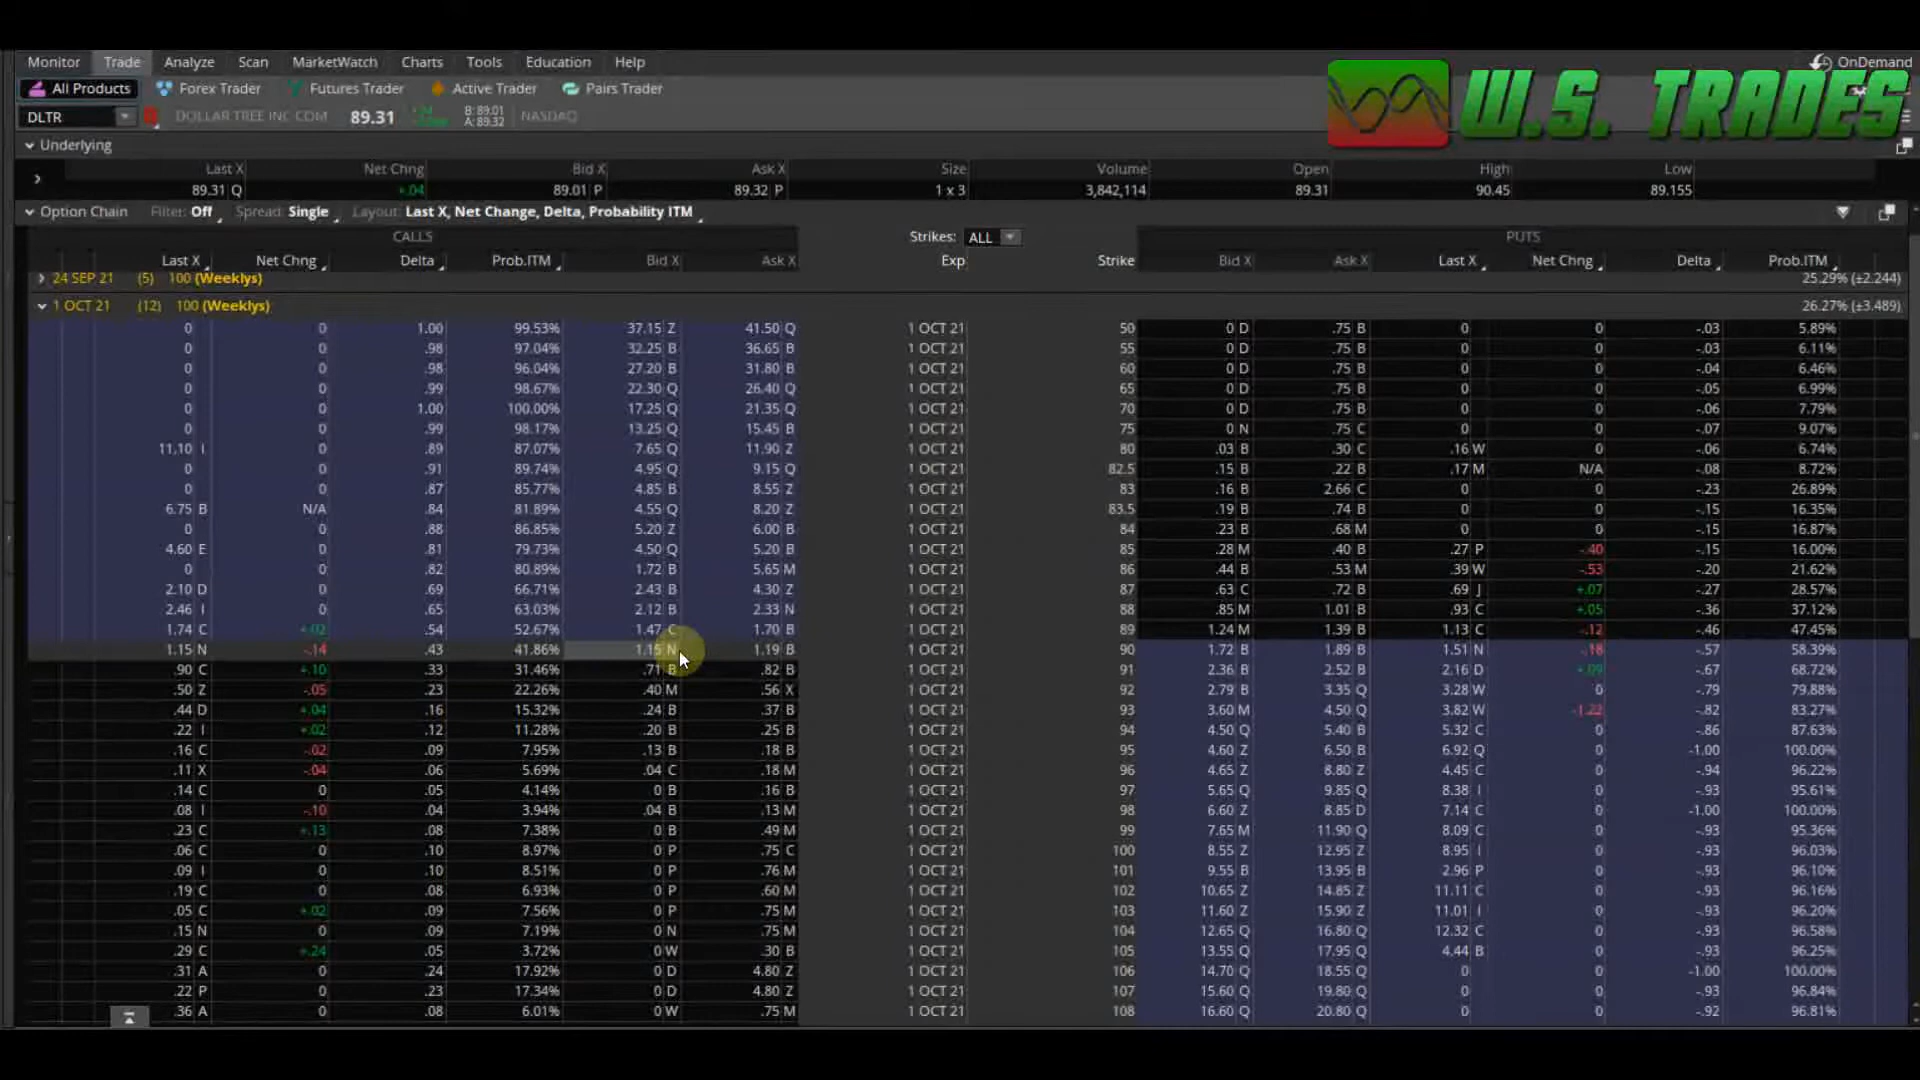 Monitor Trade Analyze Scan MarketWatch Charts Tools Education Help OnDemand
All Products Forex Trader Futures Trader Active Trader Pairs Trader W.S. TRADES
DLTR DOLLAR TREE INC COM 89.31 B: 89.01 A: 89.32 NASDAQ
Underlying
Last X Net Chng Bid X Ask X Size Volume Open High Low
89.31 Q +.04 89.01 P 89.32 P 1 x 3 3,842,114 89.31 90.45 89.155
Option Chain Filter: Off Spread: Single Layout: Last X, Net Change, Delta, Probability ITM
CALLS Strikes: ALL PUTS
Last X Net Chng Delta Prob.ITM Bid X Ask X Exp Strike Bid X Ask X Last X Net Chng Delta Prob.ITM
24 SEP 21 (5) 100 (Weeklys) 25.29% (±2.244)
1 OCT 21 (12) 100 (Weeklys) 26.27% (±3.489)
0 0 1.00 99.53% 37.15 Z 41.50 Q 1 OCT 21 50 0 D .75 B 0 0 -.03 5.89%
0 0 .98 97.04% 32.25 B 36.65 B 1 OCT 21 55 0 D .75 B 0 0 -.03 6.11%
0 0 .98 96.04% 27.20 B 31.80 B 1 OCT 21 60 0 D .75 B 0 0 -.04 6.46%
0 0 .99 98.67% 22.30 Q 26.40 Q 1 OCT 21 65 0 D .75 B 0 0 -.05 6.99%
0 0 1.00 100.00% 17.25 Q 21.35 Q 1 OCT 21 70 0 D .75 B 0 0 -.06 7.79%
0 0 .99 98.17% 13.25 Q 15.45 B 1 OCT 21 75 0 N .75 C 0 0 -.07 9.07%
11.10 I 0 .89 87.07% 7.65 Q 11.90 Z 1 OCT 21 80 .03 B .30 C .16 W 0 -.06 6.74%
0 0 .91 89.74% 4.95 Q 9.15 Q 1 OCT 21 82.5 .15 B .22 B .17 M N/A -.08 8.72%
0 0 .87 85.77% 4.85 B 8.55 Z 1 OCT 21 83 .16 B 2.66 C 0 0 -.23 26.89%
6.75 B N/A .84 81.89% 4.55 Q 8.20 Z 1 OCT 21 83.5 .19 B .74 B 0 0 -.15 16.35%
0 0 .88 86.85% 5.20 Z 6.00 B 1 OCT 21 84 .23 B .68 M 0 0 -.15 16.87%
4.60 E 0 .81 79.73% 4.50 Q 5.20 B 1 OCT 21 85 .28 M .40 B .27 P -.40 -.15 16.00%
0 0 .82 80.89% 1.72 B 5.65 M 1 OCT 21 86 .44 B .53 M .39 W -.53 -.20 21.62%
2.10 D 0 .69 66.71% 2.43 B 4.30 Z 1 OCT 21 87 .63 C .72 B .69 J +.07 -.27 28.57%
2.46 I 0 .65 63.03% 2.12 B 2.33 N 1 OCT 21 88 .85 M 1.01 B .93 C +.05 -.36 37.12%
1.74 C +.02 .54 52.67% 1.47 C 1.70 B 1 OCT 21 89 1.24 M 1.39 B 1.13 C -.12 -.46 47.45%
1.15 N -.14 .43 41.86% 1.15 N 1.19 B 1 OCT 21 90 1.72 B 1.89 B 1.51 N -.18 -.57 58.39%
.90 C +.10 .33 31.46% .71 B .82 B 1 OCT 21 91 2.36 B 2.52 B 2.16 D +.09 -.67 68.72%
.50 Z -.05 .23 22.26% .40 M .56 X 1 OCT 21 92 2.79 B 3.35 Q 3.28 W 0 -.79 79.88%
.44 D +.04 .16 15.32% .24 B .37 B 1 OCT 21 93 3.60 M 4.50 Q 3.82 W -1.22 -.82 83.27%
.22 I +.02 .12 11.28% .20 B .25 B 1 OCT 21 94 4.50 Q 5.40 B 5.32 C 0 -.86 87.63%
.16 C -.02 .09 7.95% .13 B .18 B 1 OCT 21 95 4.60 Z 6.50 B 6.92 Q 0 -1.00 100.00%
.11 X -.04 .06 5.69% .04 C .18 M 1 OCT 21 96 4.65 Z 8.80 Z 4.45 C 0 -.94 96.22%
.14 C 0 .05 4.14% 0 B .16 B 1 OCT 21 97 5.65 Q 9.85 Q 8.38 I 0 -.93 95.61%
.08 I -.10 .04 3.94% .04 B .13 M 1 OCT 21 98 6.60 Z 8.85 D 7.14 C 0 -1.00 100.00%
.23 C +.13 .08 7.38% 0 B .49 M 1 OCT 21 99 7.65 M 11.90 Q 8.09 C 0 -.93 95.36%
.06 C 0 .10 8.97% 0 P .75 C 1 OCT 21 100 8.55 Z 12.95 Z 8.95 I 0 -.93 96.03%
.09 I 0 .10 8.51% 0 P .76 M 1 OCT 21 101 9.55 B 13.95 B 2.96 P 0 -.93 96.10%
.19 C 0 .08 6.93% 0 P .60 M 1 OCT 21 102 10.65 Z 14.85 Z 11.11 C 0 -.93 96.16%
.05 C +.02 .09 7.56% 0 P .75 M 1 OCT 21 103 11.60 Z 15.90 Z 11.01 I 0 -.93 96.20%
.15 N 0 .09 7.19% 0 N .75 M 1 OCT 21 104 12.65 Q 16.80 Q 12.32 C 0 -.93 96.58%
.29 C +.24 .05 3.72% 0 W .30 B 1 OCT 21 105 13.55 Q 17.95 Q 4.44 B 0 -.93 96.25%
.31 A 0 .24 17.92% 0 D 4.80 Z 1 OCT 21 106 14.70 Q 18.55 Q 0 0 -1.00 100.00%
.22 P 0 .23 17.34% 0 D 4.80 Z 1 OCT 21 107 15.60 Q 19.80 Q 0 0 -.93 96.84%
.36 A 0 .08 6.01% 0 W .75 M 1 OCT 21 108 16.60 Q 20.80 Q 0 0 -.92 96.81%